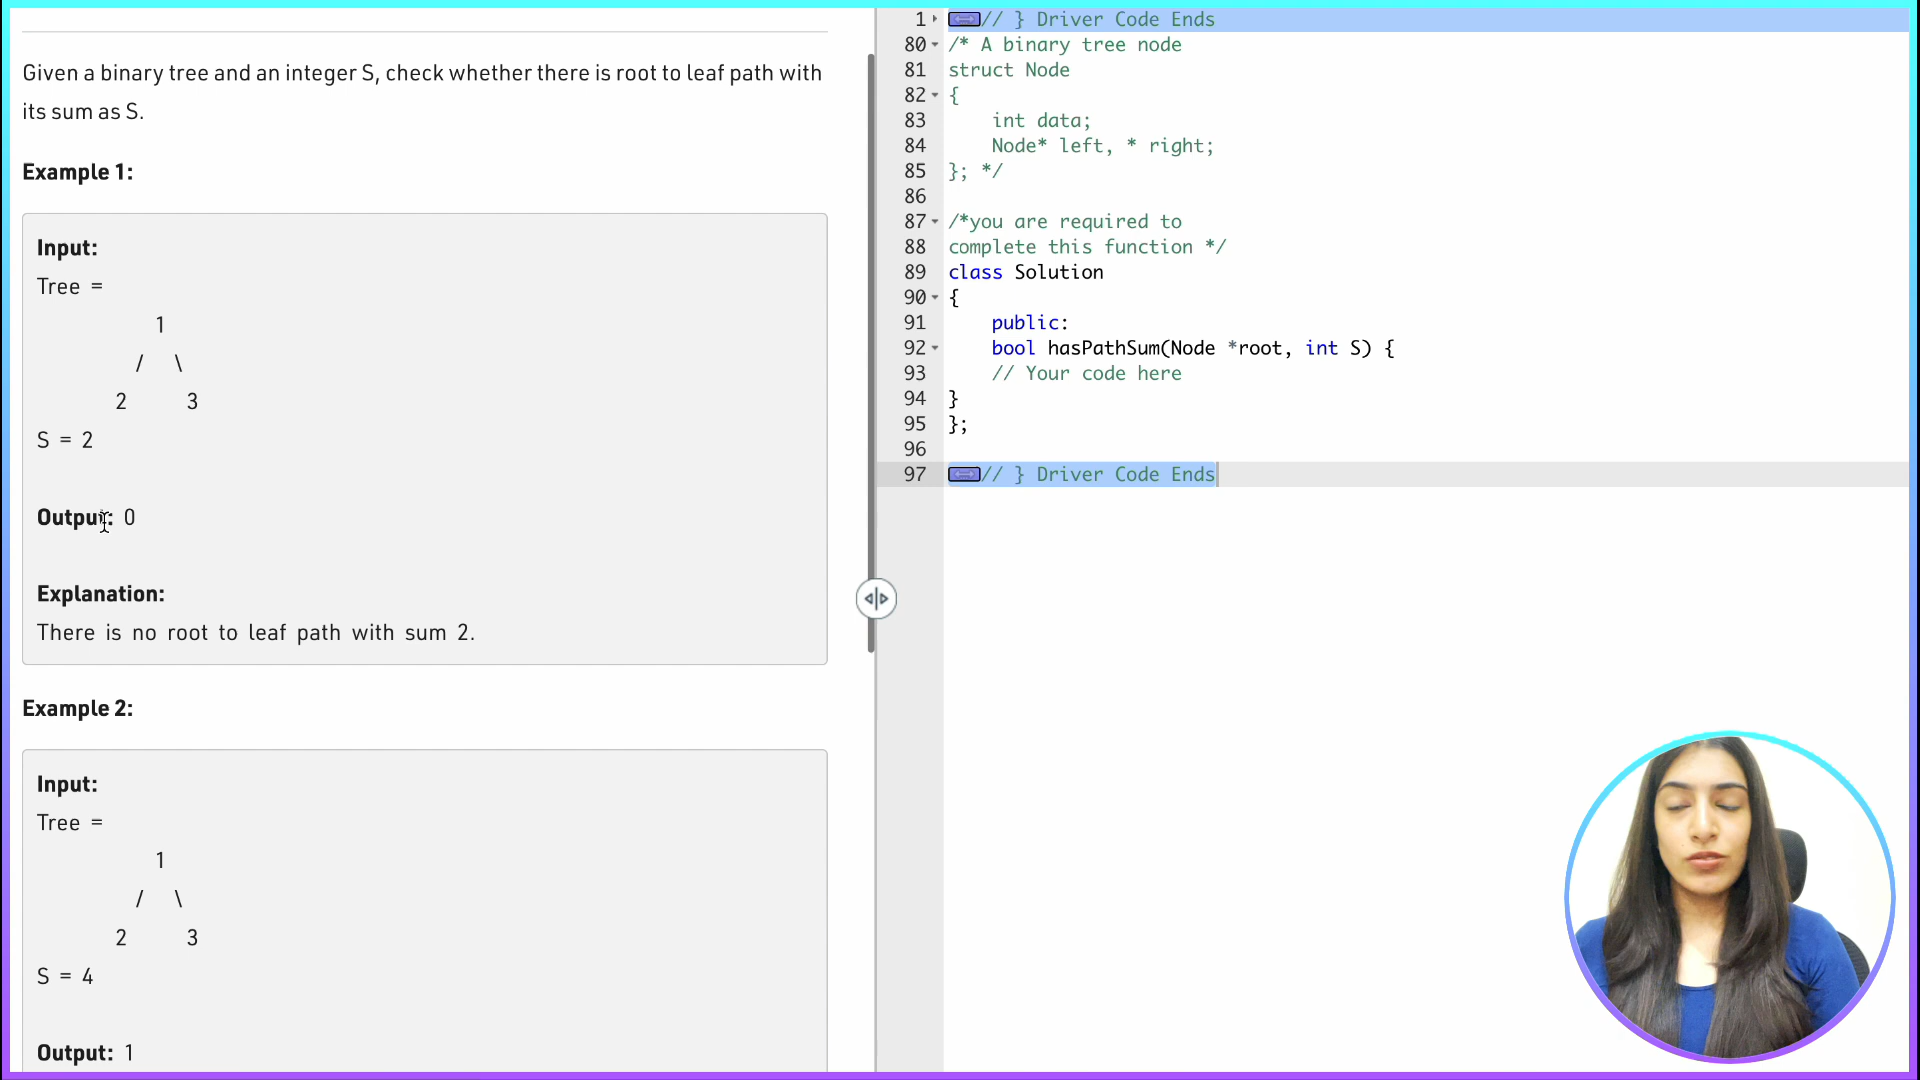 Given a binary tree and an integer S, check whether there is root to leaf path with
its sum as S.
Example 1:
Input:
Tree =
1
/ \
2 3
S = 2
Output: 0
Explanation:
There is no root to leaf path with sum 2.
Example 2:
Input:
Tree =
1
/ \
2 3
S = 4
Output: 1
1 // } Driver Code Ends
80 /* A binary tree node
81 struct Node
82 {
83 int data;
84 Node* left, * right;
85 }; */
86
87 /*you are required to
88 complete this function */
89 class Solution
90 {
91 public:
92 bool hasPathSum(Node *root, int S) {
93 // Your code here
94 }
95 };
96
97 // } Driver Code Ends